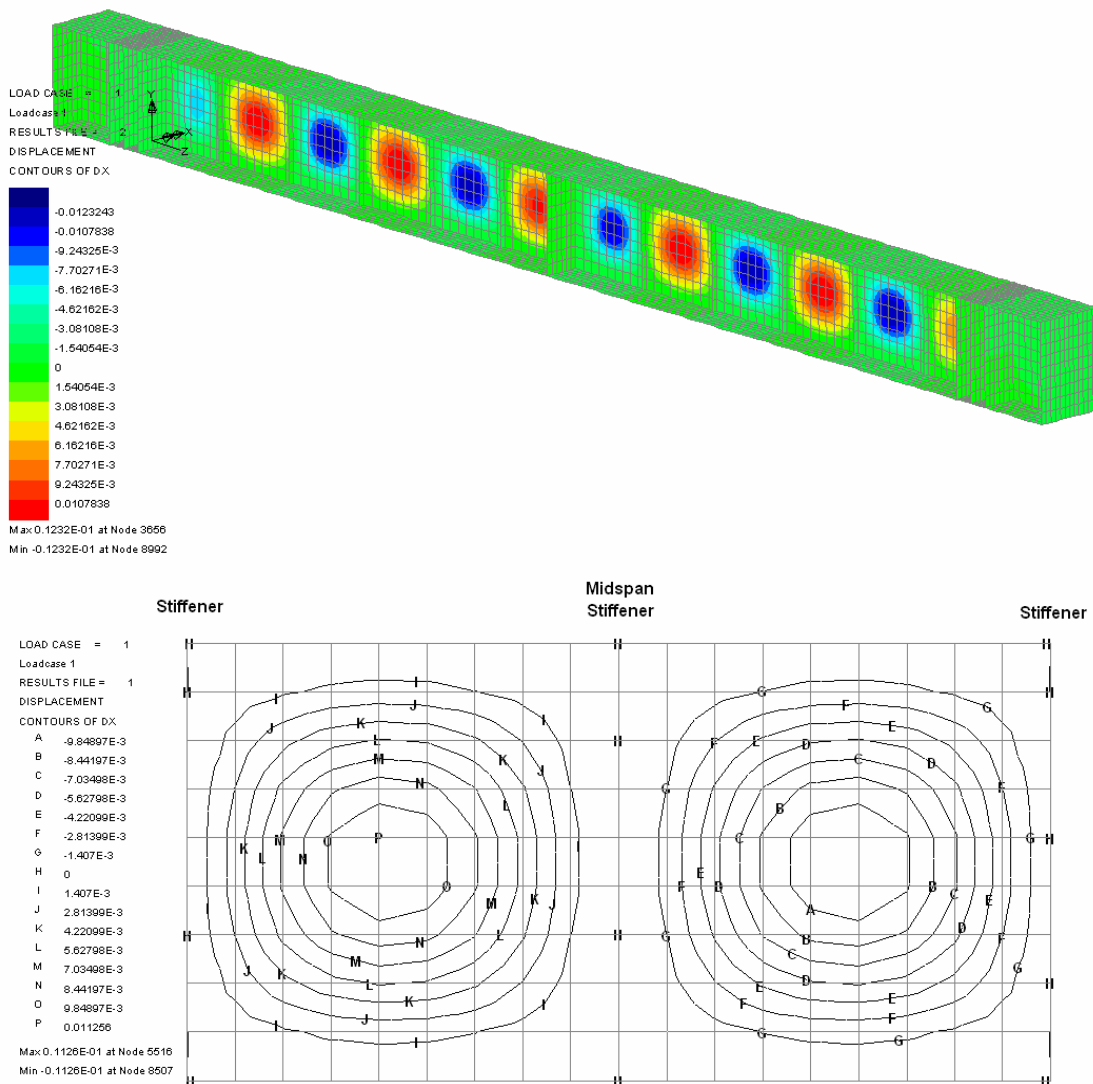 LOAD CASE = 1
Loadcase 1
RESULTS FILE = 2
DISPLACEMENT
CONTOURS OF DX
Y
X
Z
-0.0123243
-0.0107838
-9.24325E-3
-7.70271E-3
-6.16216E-3
-4.62162E-3
-3.08108E-3
-1.54054E-3
0
1.54054E-3
3.08108E-3
4.62162E-3
6.16216E-3
7.70271E-3
9.24325E-3
0.0107838
Max 0.1232E-01 at Node 3656
Min -0.1232E-01 at Node 8992
Stiffener
Midspan
Stiffener
Stiffener
LOAD CASE = 1
Loadcase 1
RESULTS FILE = 1
DISPLACEMENT
CONTOURS OF DX
A -9.84897E-3
B -8.44197E-3
C -7.03498E-3
D -5.62798E-3
E -4.22099E-3
F -2.81399E-3
G -1.407E-3
H 0
I 1.407E-3
J 2.81399E-3
K 4.22099E-3
L 5.62798E-3
M 7.03498E-3
N 8.44197E-3
O 9.84897E-3
P 0.011256
Max 0.1126E-01 at Node 5516
Min -0.1126E-01 at Node 8507